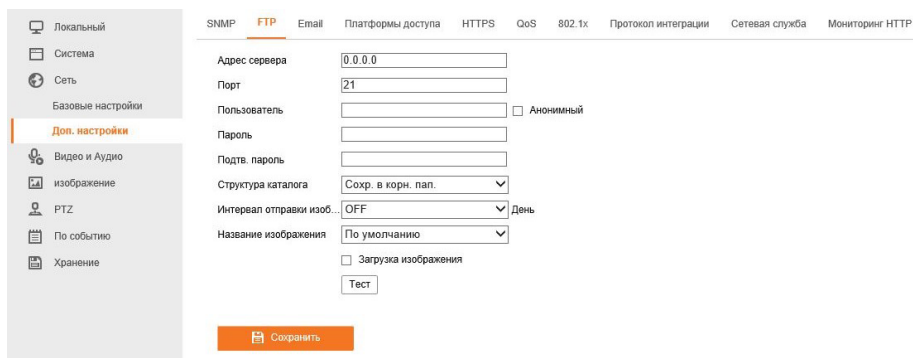 Локальный
Система
Сеть
Базовые настройки
Доп. настройки
Видео и Аудио
изображение
PTZ
По событию
Хранение
SNMP FTP Email Платформы доступа HTTPS QoS 802.1x Протокол интеграции Сетевая служба Мониторинг HTTP
Адрес сервера 0.0.0.0
Порт 21
Пользователь Анонимный
Пароль
Подтв. пароль
Структура каталога Сохр. в корн. пап.
Интервал отправки изоб... OFF День
Название изображения По умолчанию
Загрузка изображения
Тест
Сохранить